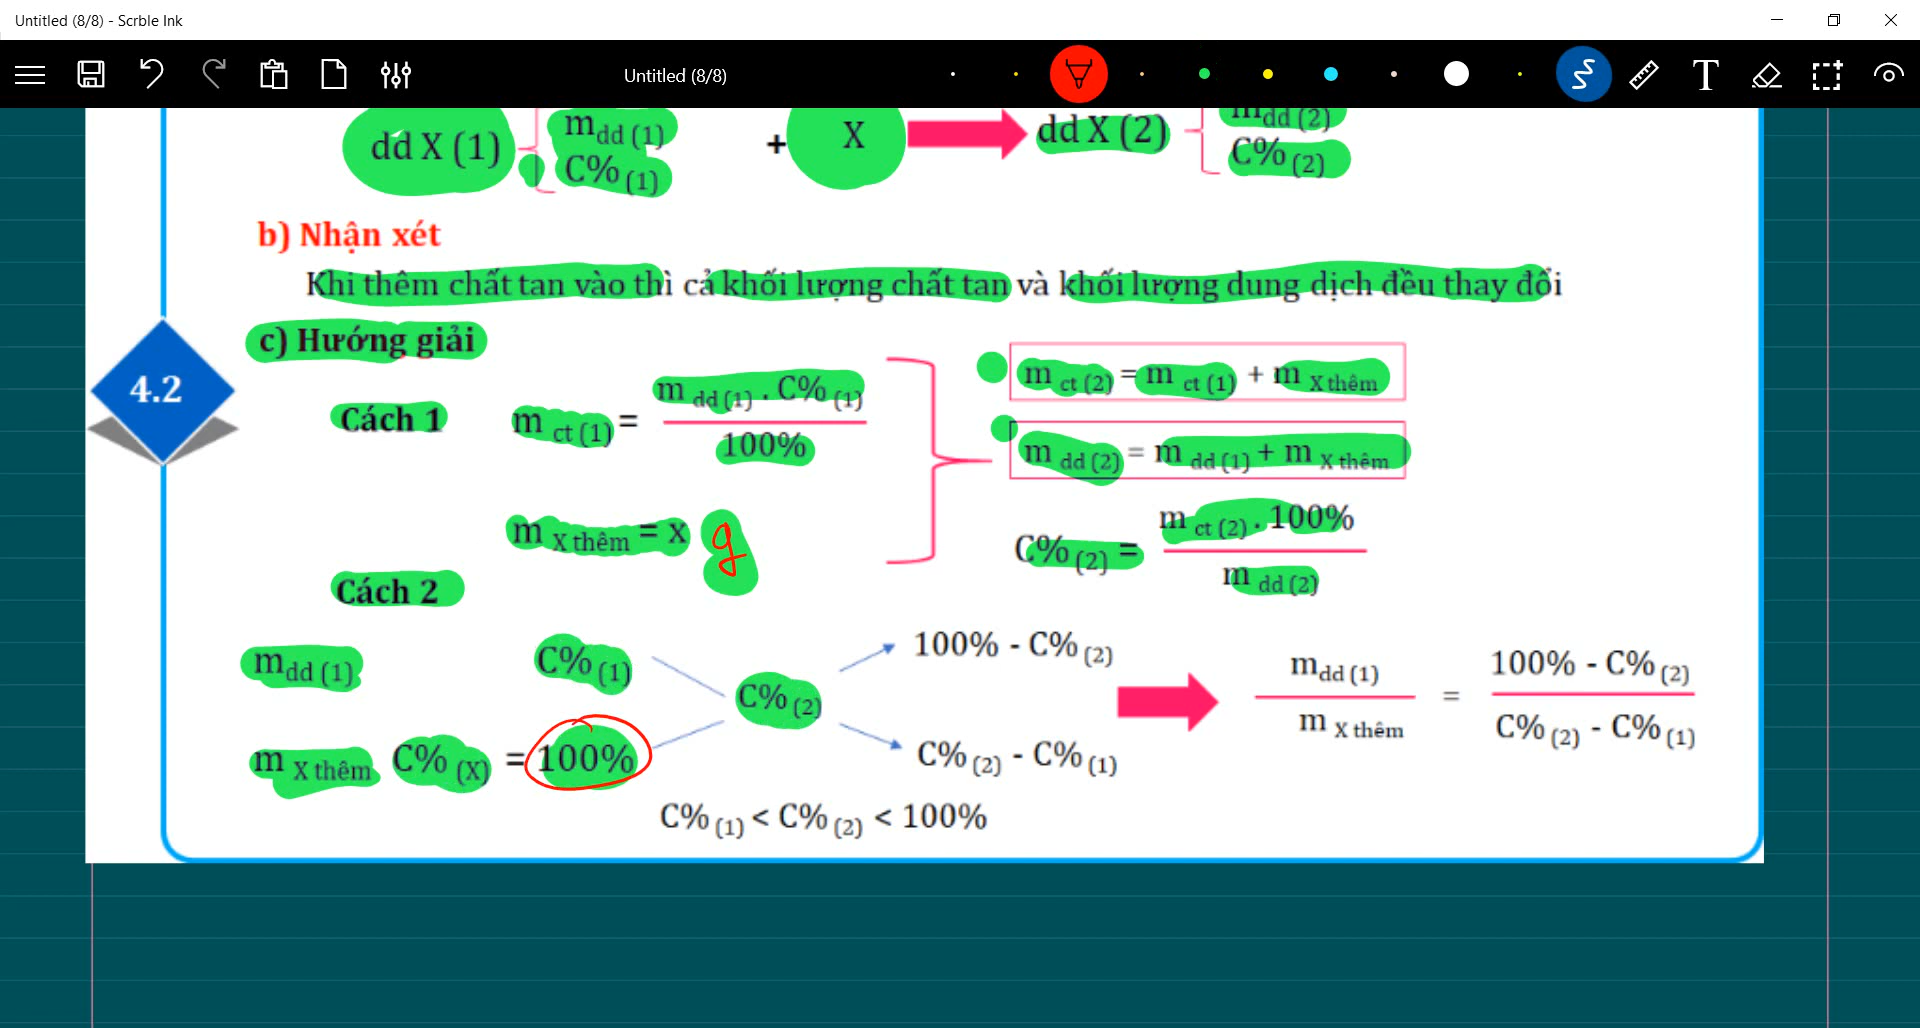 Untitled (8/8) - Scrble Ink
Untitled (8/8)
T
dd X (1) m dd (1) + X dd X (2) m dd (2)
C% (1) C% (2)
b) Nhận xét
Khi thêm chất tan vào thì cả khối lượng chất tan và khối lượng dung dịch đều thay đổi
c) Hướng giải
4.2
Cách 1 m ct (1) = m dd (1) . C% (1) / 100%
m ct (2) = m ct (1) + m X thêm
m dd (2) = m dd (1) + m X thêm
m X thêm = x g
C% (2) = m ct (2) . 100% / m dd (2)
Cách 2
m dd (1) C% (1) 100% - C% (2)
C% (2)
m dd (1) / m X thêm = 100% - C% (2) / C% (2) - C% (1)
m X thêm C% (X) = 100% C% (2) - C% (1)
C% (1) < C% (2) < 100%